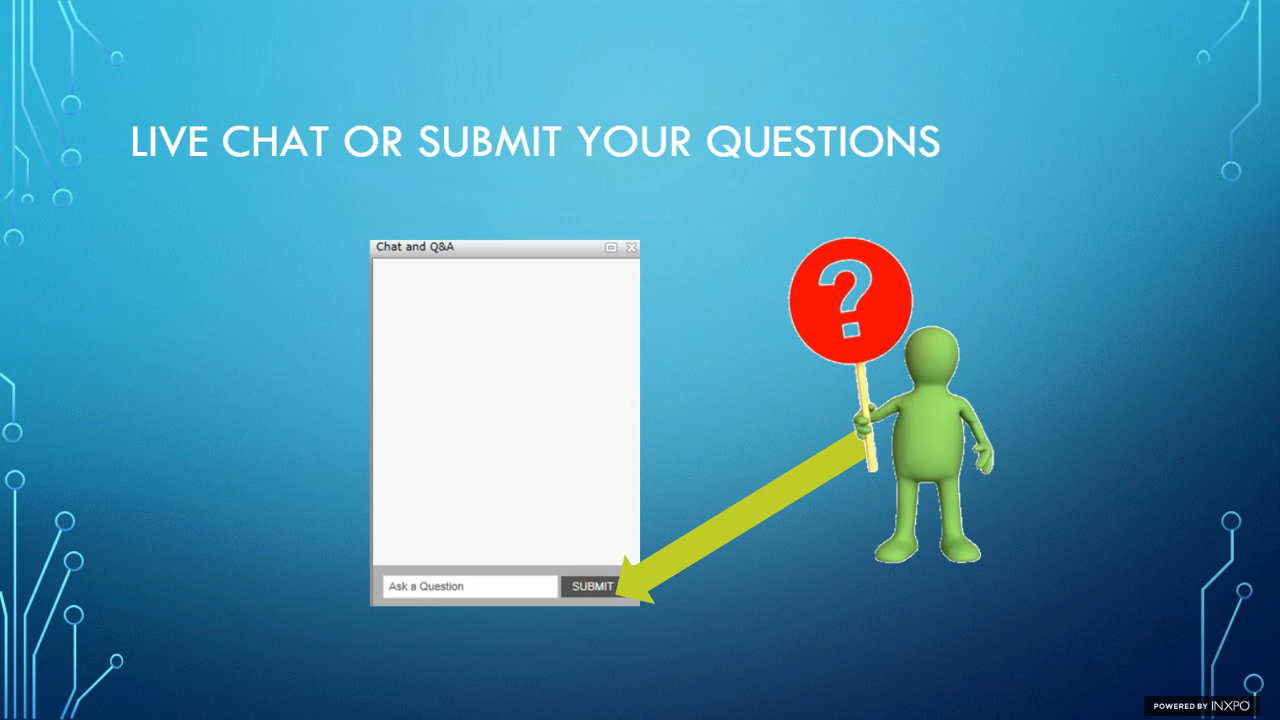 LIVE CHAT OR SUBMIT YOUR QUESTIONS
Chat and Q&A
?
Ask a Question
SUBMIT
POWERED BY INXPO